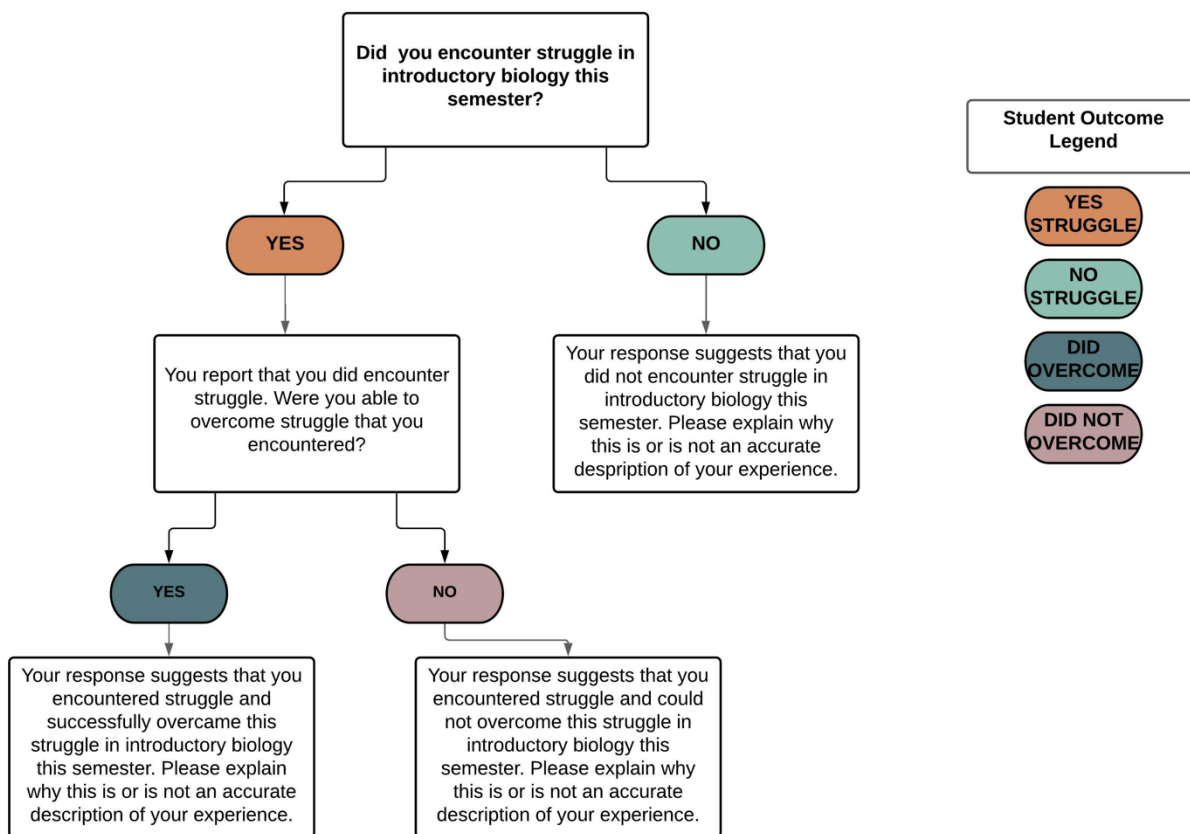 Did  you encounter struggle in
introductory biology this
semester?
Student Outcome
Legend
YES
STRUGGLE
NO
STRUGGLE
DID
OVERCOME
DID NOT
OVERCOME
YES
NO
You report that you did encounter
struggle. Were you able to
overcome struggle that you
encountered?
Your response suggests that you
did not encounter struggle in
introductory biology this
semester. Please explain why
this is or is not an accurate
despription of your experience.
YES
NO
Your response suggests that you
encountered struggle and
successfully overcame this
struggle in introductory biology
this semester. Please explain
why this is or is not an accurate
description of your experience.
Your response suggests that you
encountered struggle and could
not overcome this struggle in
introductory biology this
semester. Please explain why
this is or is not an accurate
description of your experience.